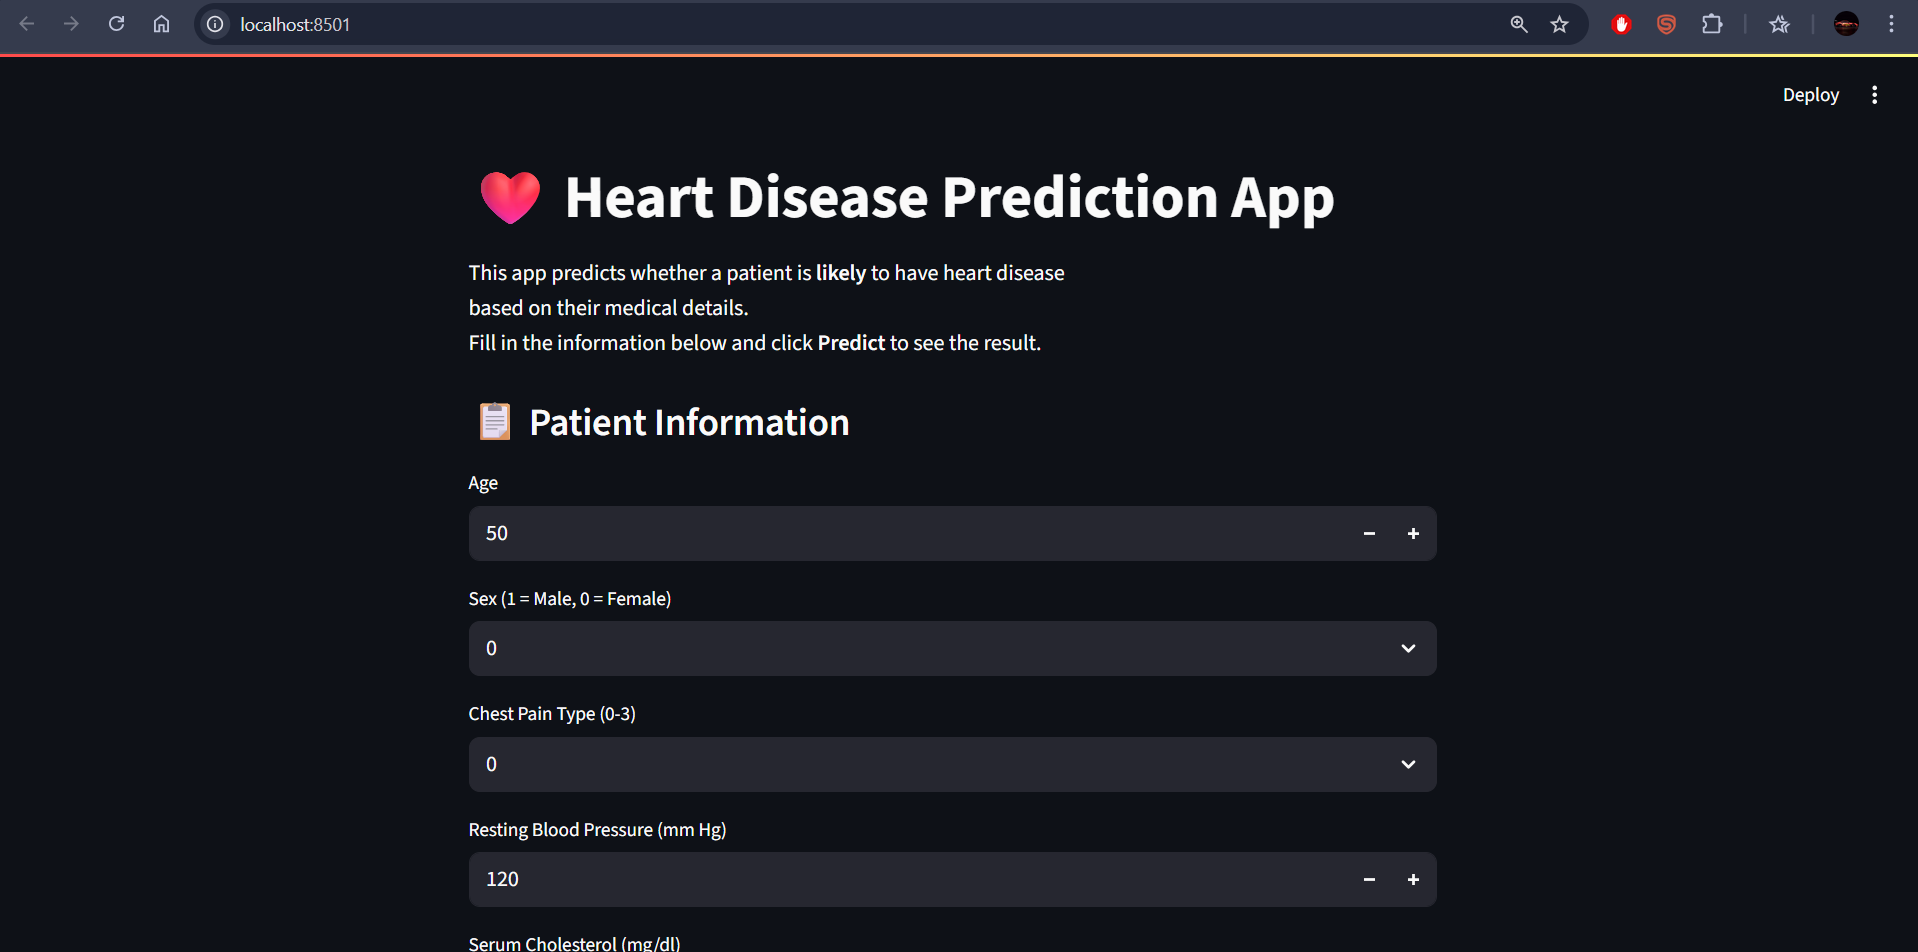 localhost:8501
Deploy
Heart Disease Prediction App
This app predicts whether a patient is likely to have heart disease
based on their medical details.
Fill in the information below and click Predict to see the result.
Patient Information
Age
50
Sex (1 = Male, 0 = Female)
0
Chest Pain Type (0-3)
0
Resting Blood Pressure (mm Hg)
120
Serum Cholesterol (mg/dl)